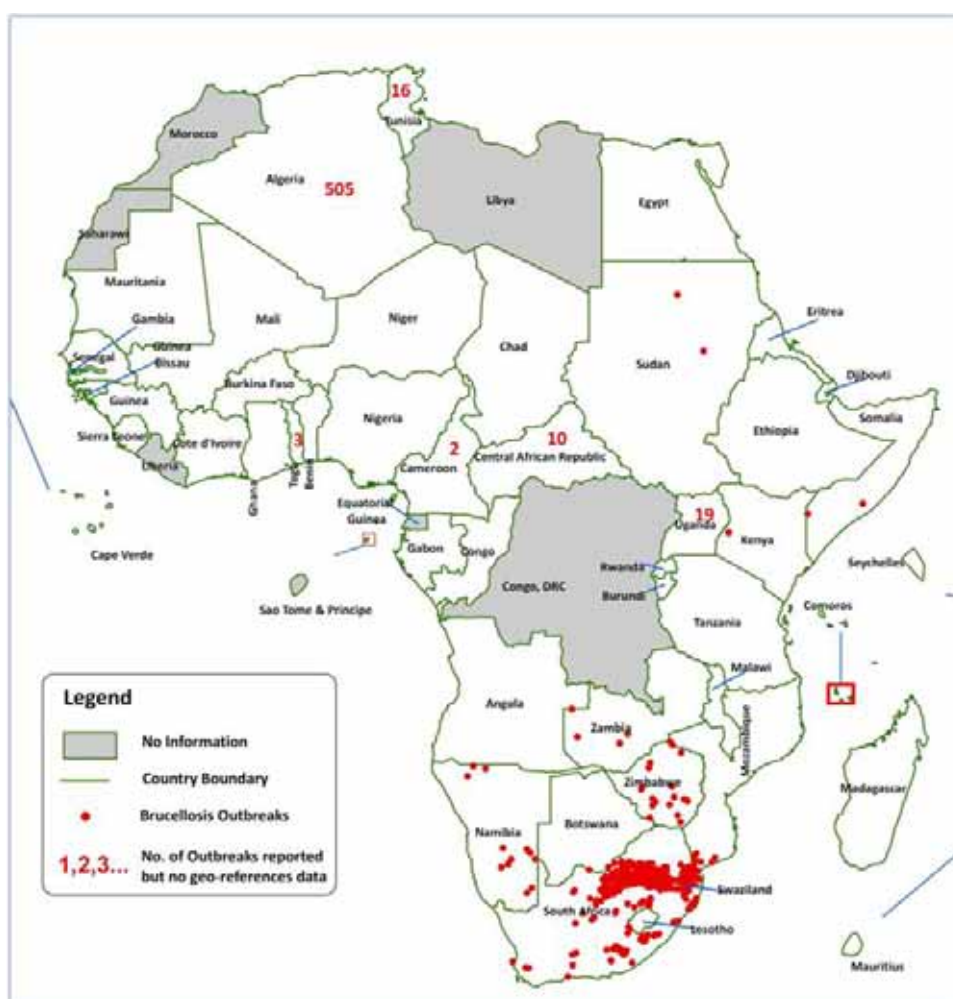 16
Tunisia
Morocco
Algeria
505
Libya
Egypt
Saharawi
Mauritania
Gambia
Mali
Niger
Chad
Sudan
Eritrea
Senegal
Guinea
Bissau
Burkina Faso
Djibouti
Guinea
Nigeria
Somalia
Sierra Leone
Cote d'Ivoire
Ethiopia
Liberia
3
2
10
Cameroon
Central African Republic
Ghana
Togo
Benin
Equatorial
Guinea
19
Uganda
Cape Verde
Gabon
Congo
Kenya
Seychelles
Rwanda
Congo, DRC
Burundi
Sao Tome & Principe
Comoros
Tanzania
Malawi
Angala
Zambia
Mozambique
Zimbabwe
Madagascar
Namibia
Botswana
Swaziland
South Africa
Lesotho
Mauritius
Legend
No Information
Country Boundary
Brucellosis Outbreaks
1,2,3... No. of Outbreaks reported
but no geo-references data